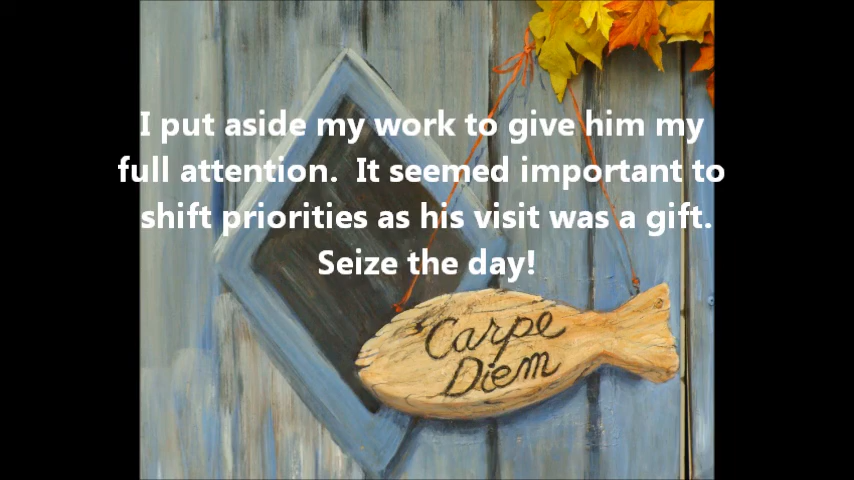 I put aside my work to give him my
full attention.  It seemed important to
shift priorities as his visit was a gift.
Seize the day!
Carpe
Diem